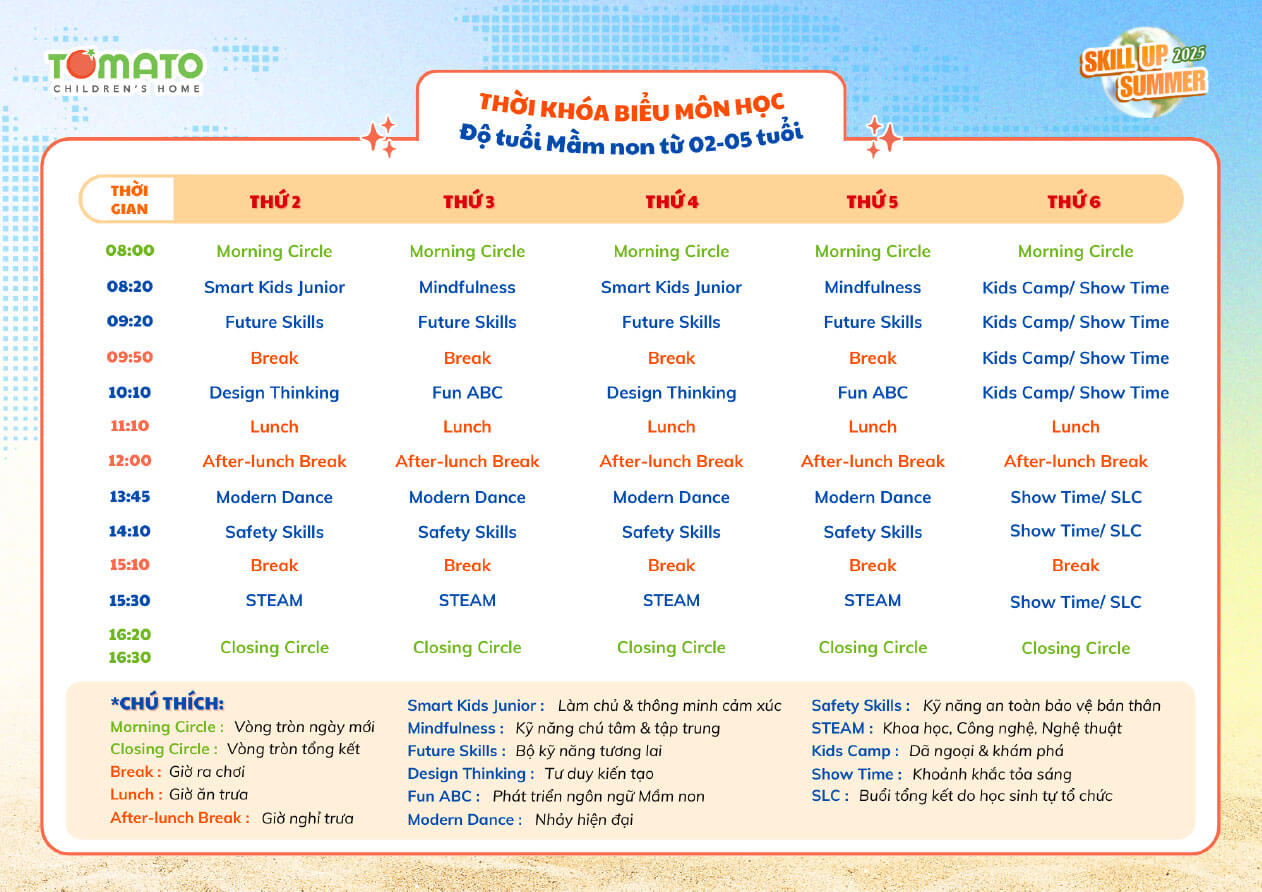 TOMATO
CHILDREN'S HOME
SKILL UP 2025
SUMMER
THỜI KHÓA BIỂU MÔN HỌC
Độ tuổi Mầm non từ 02-05 tuổi
THỜI GIAN THỨ 2 THỨ 3 THỨ 4 THỨ 5 THỨ 6
08:00 Morning Circle Morning Circle Morning Circle Morning Circle Morning Circle
08:20 Smart Kids Junior Mindfulness Smart Kids Junior Mindfulness Kids Camp/ Show Time
09:20 Future Skills Future Skills Future Skills Future Skills Kids Camp/ Show Time
09:50 Break Break Break Break Kids Camp/ Show Time
10:10 Design Thinking Fun ABC Design Thinking Fun ABC Kids Camp/ Show Time
11:10 Lunch Lunch Lunch Lunch Lunch
12:00 After-lunch Break After-lunch Break After-lunch Break After-lunch Break After-lunch Break
13:45 Modern Dance Modern Dance Modern Dance Modern Dance Show Time/ SLC
14:10 Safety Skills Safety Skills Safety Skills Safety Skills Show Time/ SLC
15:10 Break Break Break Break Break
15:30 STEAM STEAM STEAM STEAM Show Time/ SLC
16:20
16:30 Closing Circle Closing Circle Closing Circle Closing Circle Closing Circle
*CHÚ THÍCH:
Morning Circle : Vòng tròn ngày mới
Closing Circle : Vòng tròn tổng kết
Break : Giờ ra chơi
Lunch : Giờ ăn trưa
After-lunch Break : Giờ nghỉ trưa
Smart Kids Junior : Làm chủ & thông minh cảm xúc
Mindfulness : Kỹ năng chú tâm & tập trung
Future Skills : Bộ kỹ năng tương lai
Design Thinking : Tư duy kiến tạo
Fun ABC : Phát triển ngôn ngữ Mầm non
Modern Dance : Nhảy hiện đại
Safety Skills : Kỹ năng an toàn bảo vệ bản thân
STEAM : Khoa học, Công nghệ, Nghệ thuật
Kids Camp : Dã ngoại & khám phá
Show Time : Khoảnh khắc tỏa sáng
SLC : Buổi tổng kết do học sinh tự tổ chức